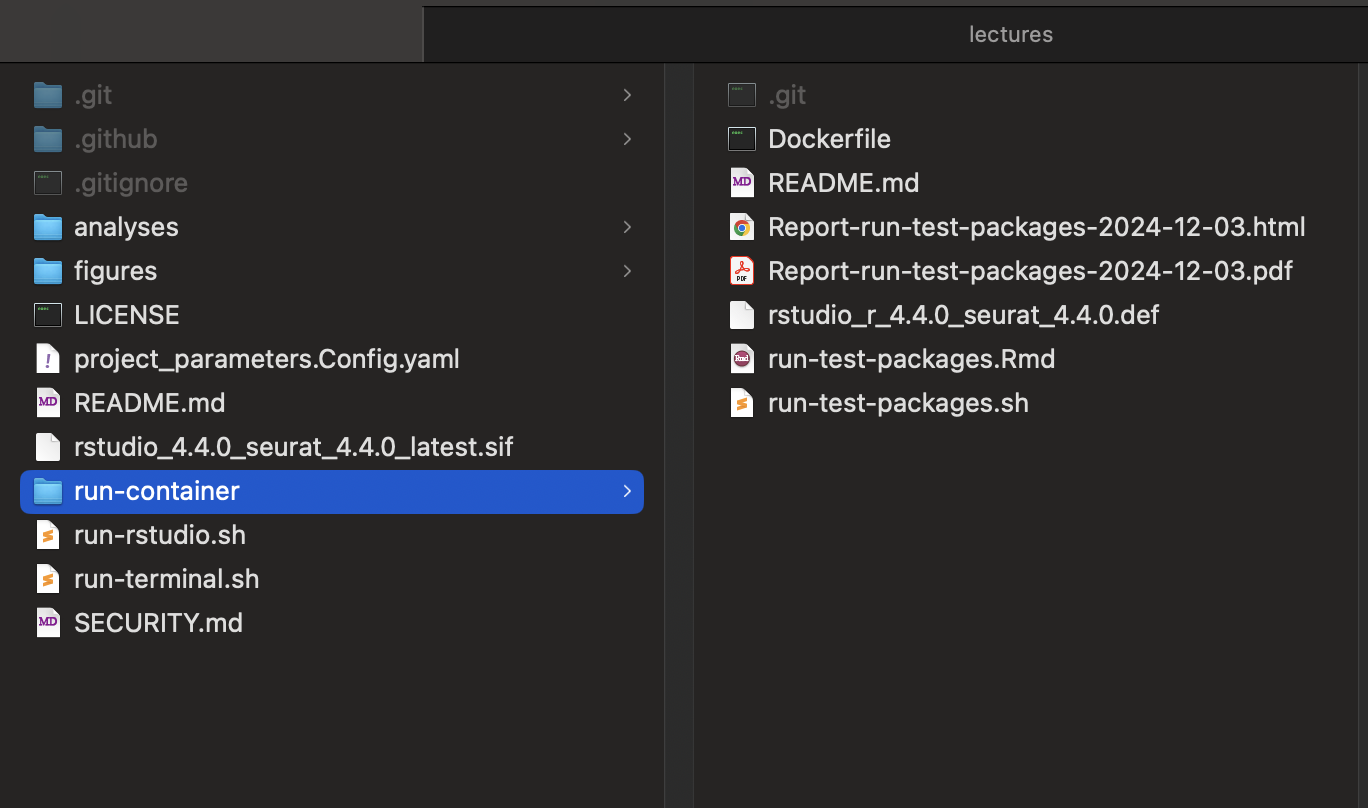 lectures
.git
.github
.gitignore
analyses
figures
LICENSE
project_parameters.Config.yaml
README.md
rstudio_4.4.0_seurat_4.4.0_latest.sif
run-container
run-rstudio.sh
run-terminal.sh
SECURITY.md
.git
Dockerfile
README.md
Report-run-test-packages-2024-12-03.html
Report-run-test-packages-2024-12-03.pdf
rstudio_r_4.4.0_seurat_4.4.0.def
run-test-packages.Rmd
run-test-packages.sh